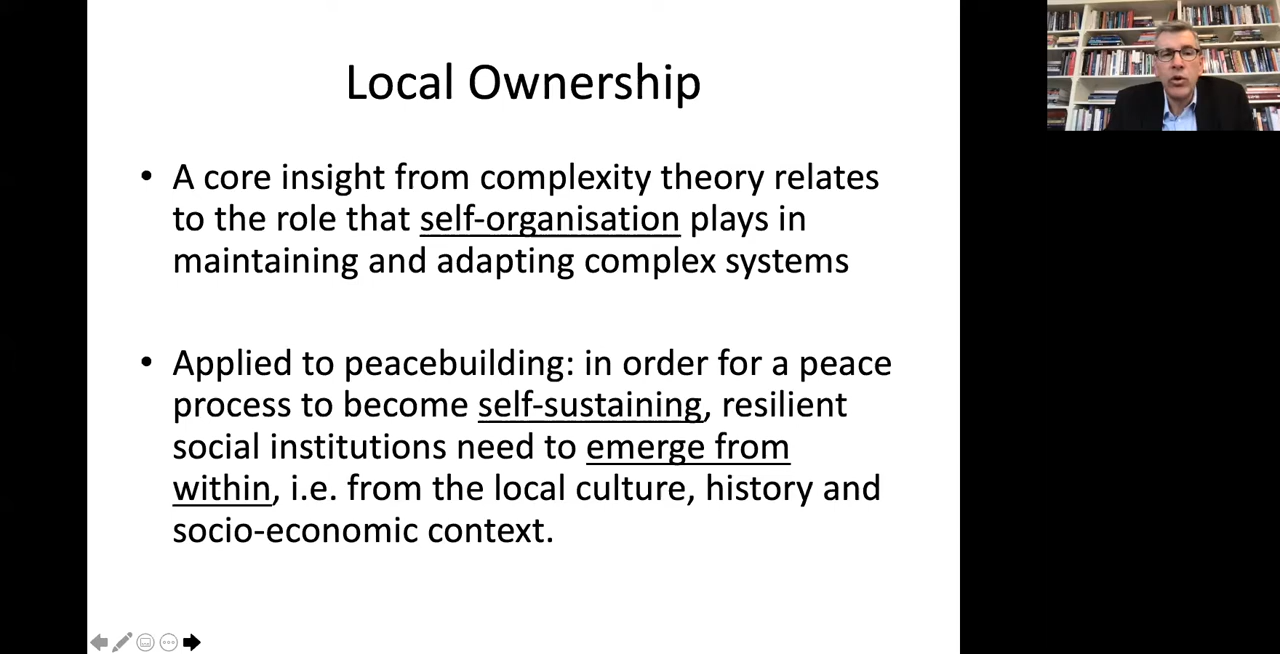 Local Ownership
• A core insight from complexity theory relates
to the role that self-organisation plays in
maintaining and adapting complex systems
• Applied to peacebuilding: in order for a peace
process to become self-sustaining, resilient
social institutions need to emerge from
within, i.e. from the local culture, history and
socio-economic context.